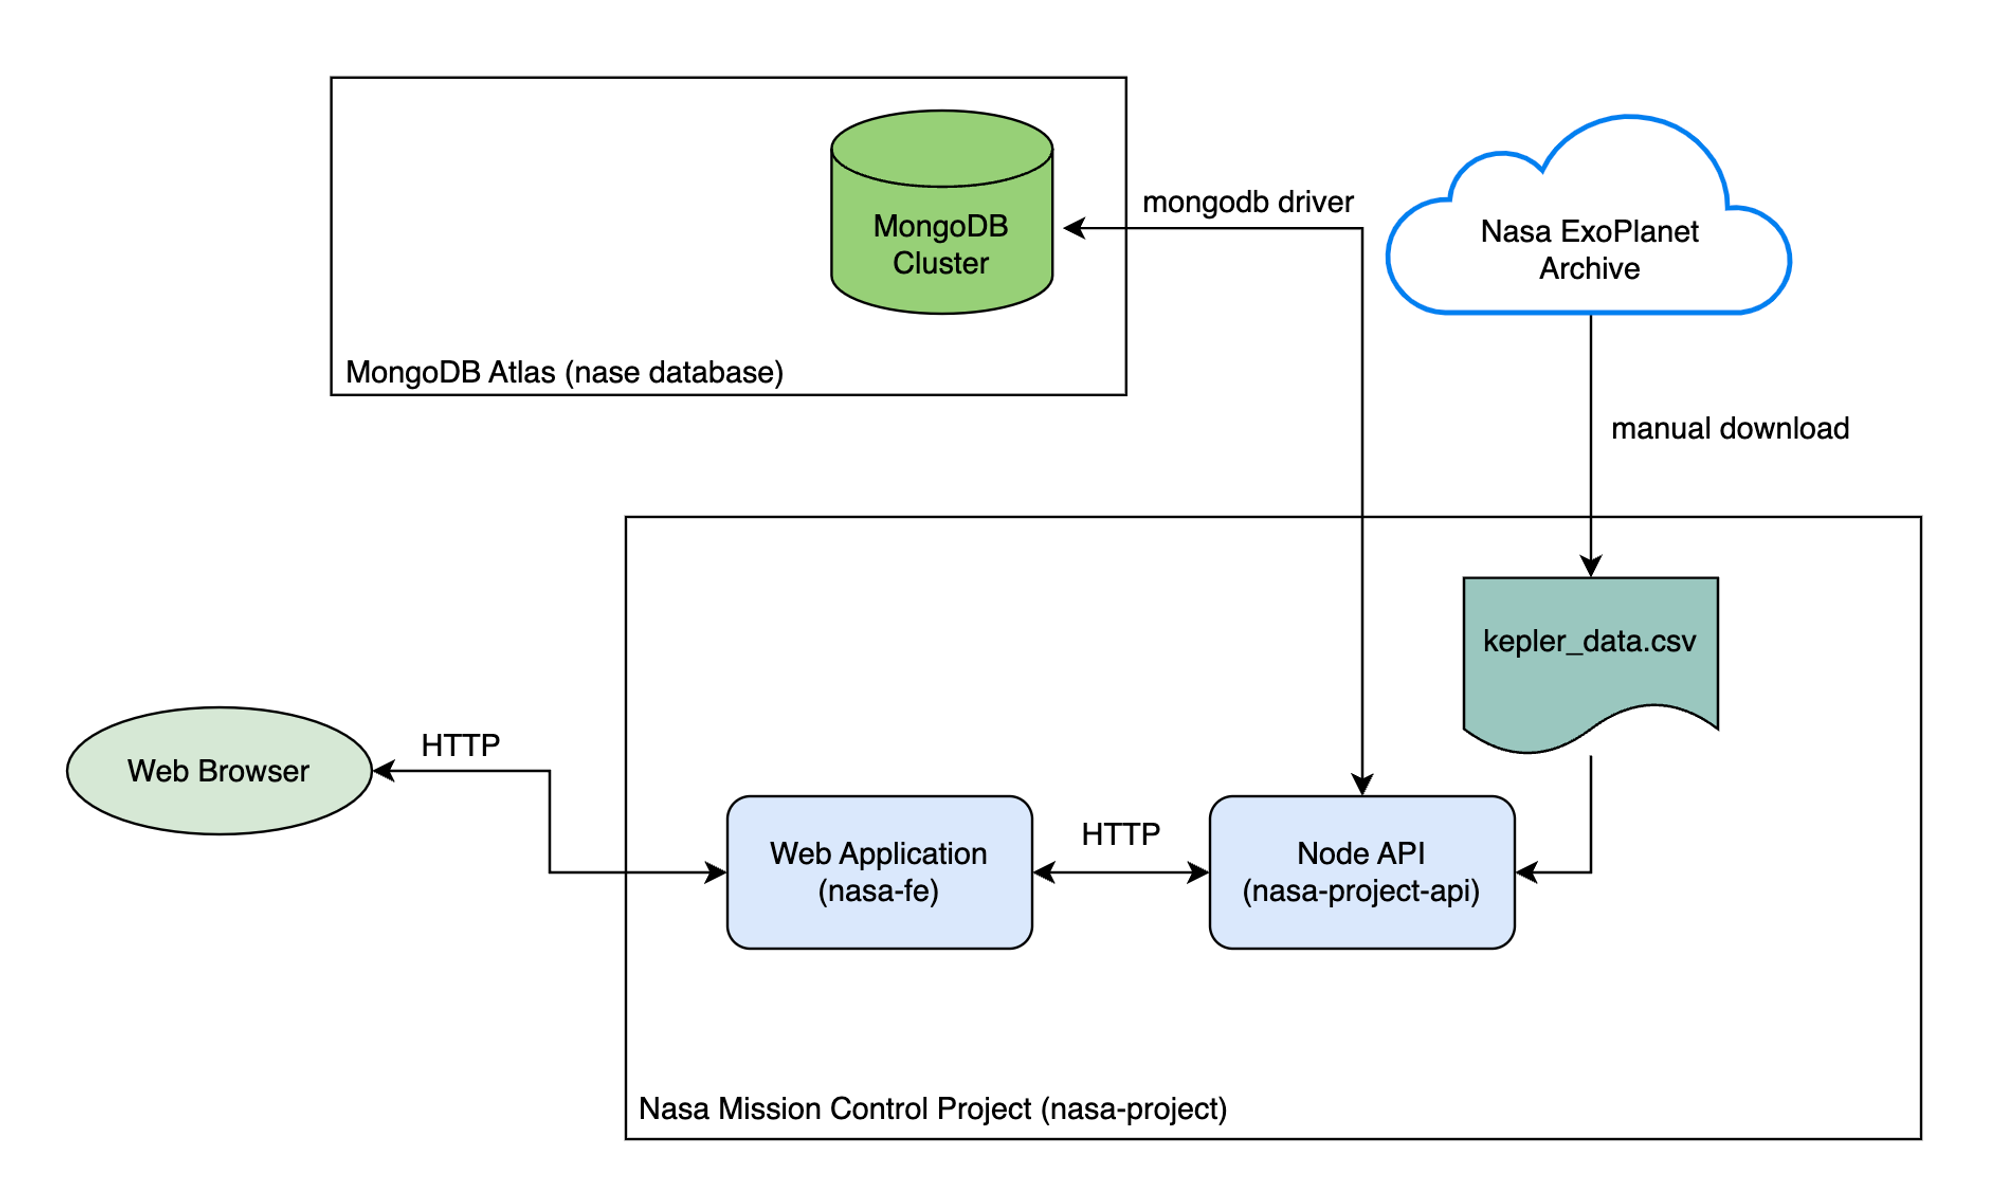 MongoDB
Cluster
mongodb driver
Nasa ExoPlanet
Archive
MongoDB Atlas (nase database)
manual download
kepler_data.csv
HTTP
Web Browser
HTTP
Web Application
(nasa-fe)
Node API
(nasa-project-api)
Nasa Mission Control Project (nasa-project)